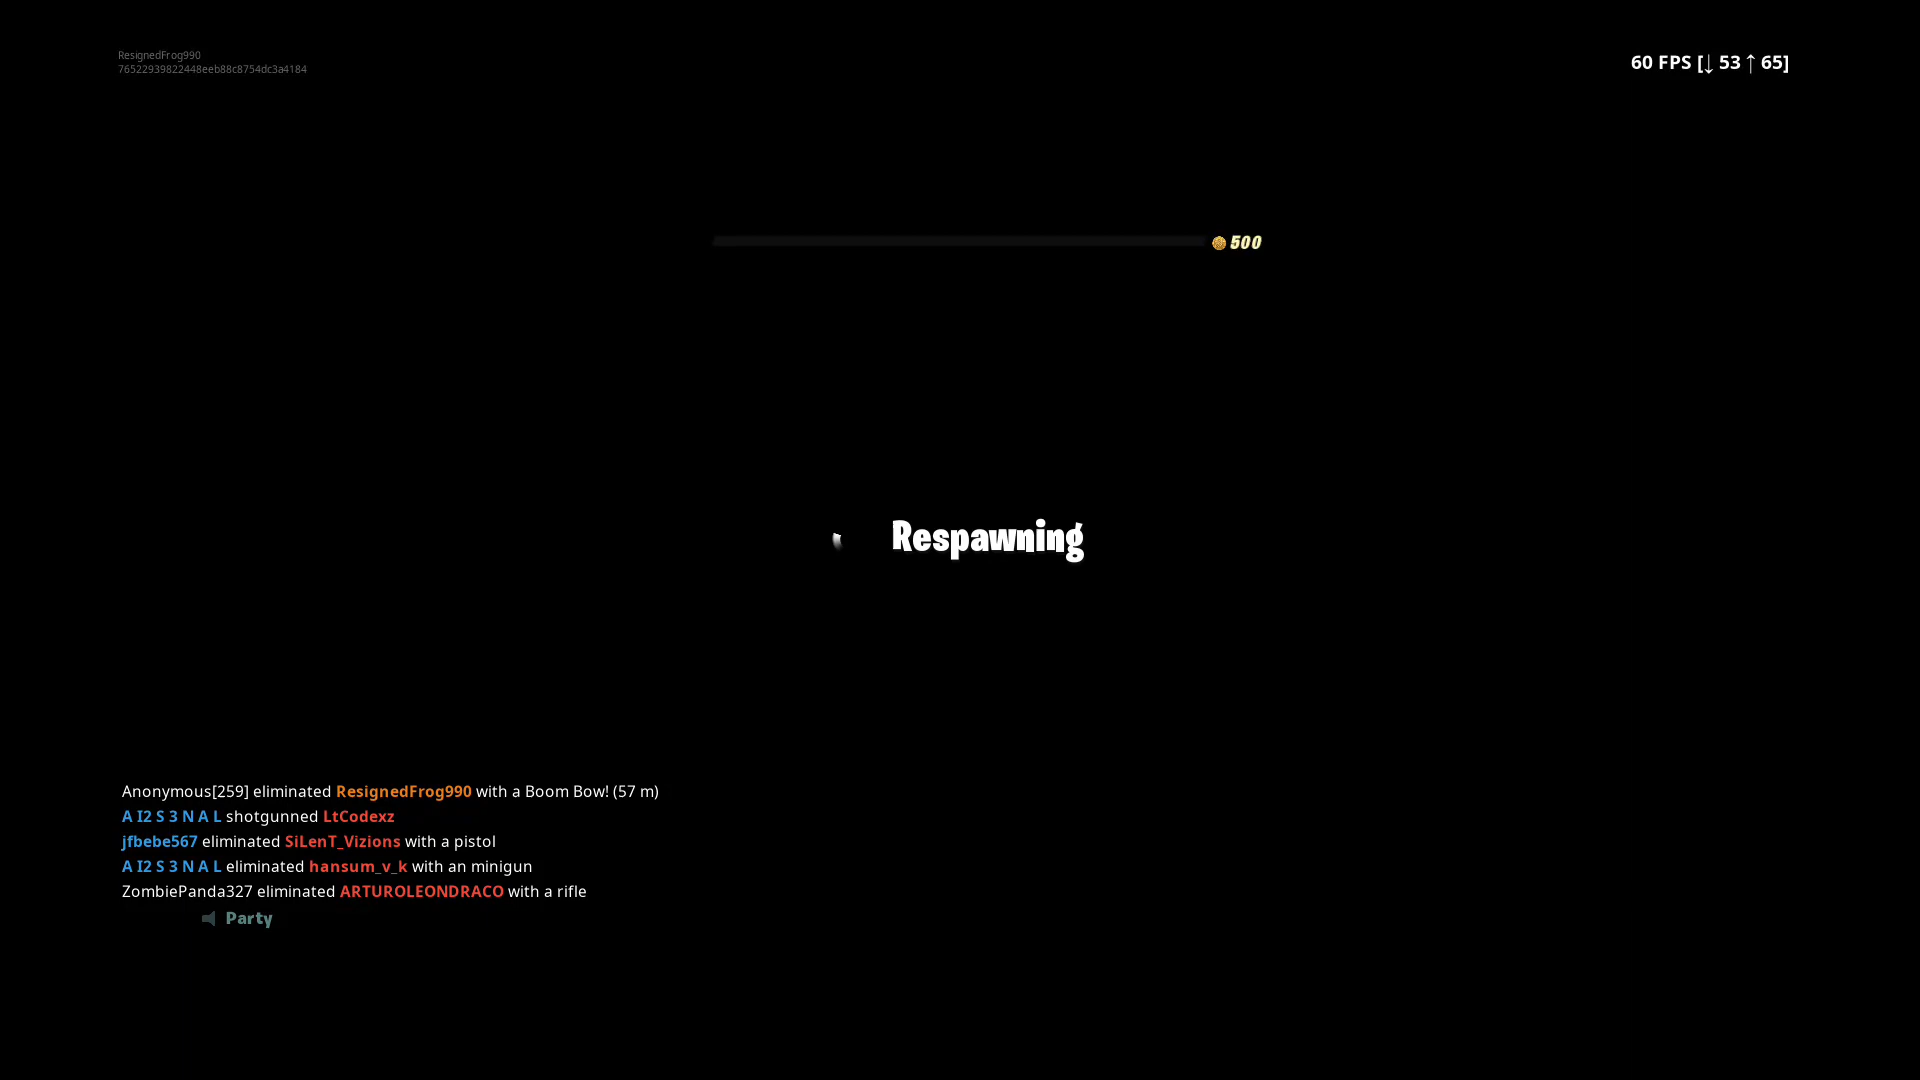 ResignedFrog990
76522939822448eeb88c8754dc3a4184
60 FPS [↓ 53 ↑ 65]
500
Respawning
Anonymous[259] eliminated ResignedFrog990 with a Boom Bow! (57 m)
A I2 S 3 N A L shotgunned LtCodexz
jfbebe567 eliminated SiLenT_Vizions with a pistol
A I2 S 3 N A L eliminated hansum_v_k with an minigun
ZombiePanda327 eliminated ARTUROLEONDRACO with a rifle
Party